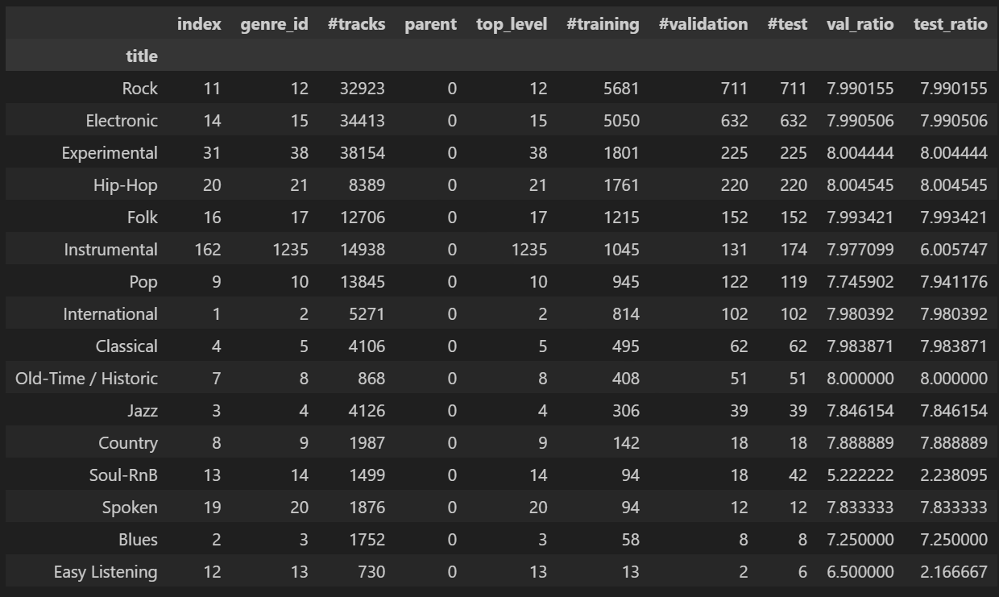 index genre_id #tracks parent top_level #training #validation #test val_ratio test_ratio
title
Rock 11 12 32923 0 12 5681 711 711 7.990155 7.990155
Electronic 14 15 34413 0 15 5050 632 632 7.990506 7.990506
Experimental 31 38 38154 0 38 1801 225 225 8.004444 8.004444
Hip-Hop 20 21 8389 0 21 1761 220 220 8.004545 8.004545
Folk 16 17 12706 0 17 1215 152 152 7.993421 7.993421
Instrumental 162 1235 14938 0 1235 1045 131 174 7.977099 6.005747
Pop 9 10 13845 0 10 945 122 119 7.745902 7.941176
International 1 2 5271 0 2 814 102 102 7.980392 7.980392
Classical 4 5 4106 0 5 495 62 62 7.983871 7.983871
Old-Time / Historic 7 8 868 0 8 408 51 51 8.000000 8.000000
Jazz 3 4 4126 0 4 306 39 39 7.846154 7.846154
Country 8 9 1987 0 9 142 18 18 7.888889 7.888889
Soul-RnB 13 14 1499 0 14 94 18 42 5.222222 2.238095
Spoken 19 20 1876 0 20 94 12 12 7.833333 7.833333
Blues 2 3 1752 0 3 58 8 8 7.250000 7.250000
Easy Listening 12 13 730 0 13 13 2 6 6.500000 2.166667